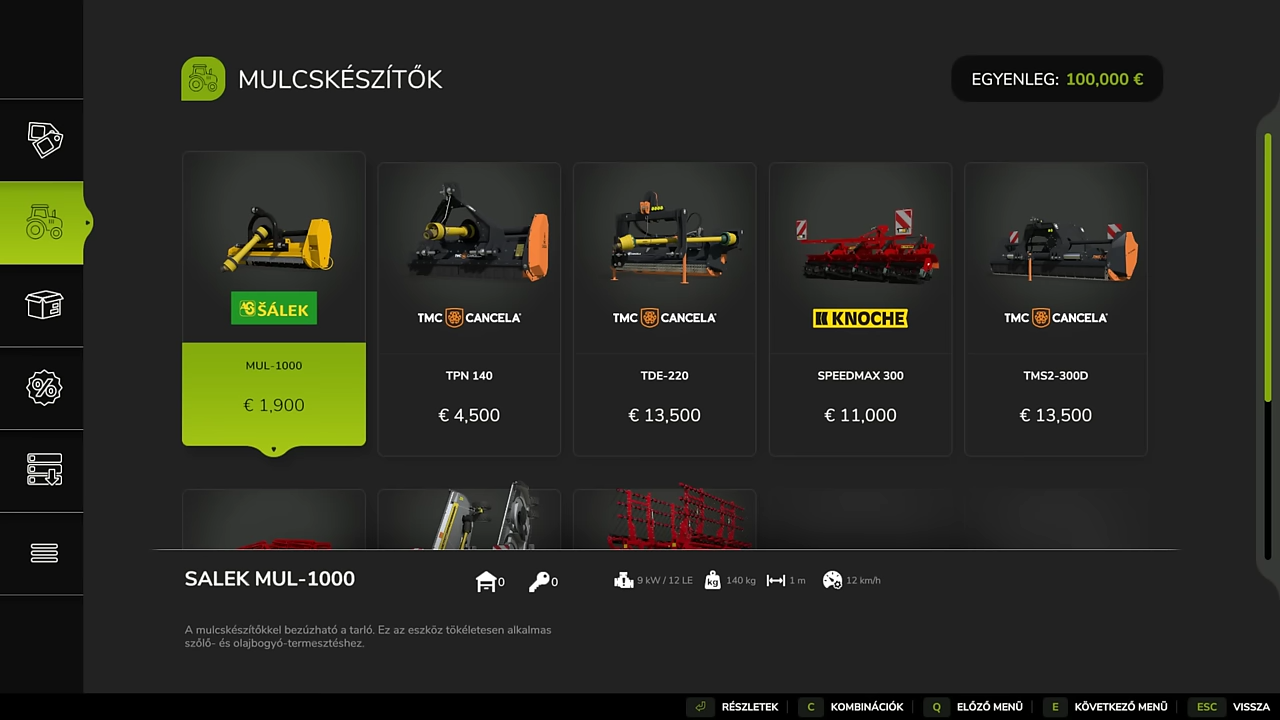 MULCSKÉSZÍTŐK
EGYENLEG: 100,000 €
AGS ŠÁLEK
TMC CANCELA
TMC CANCELA
KNOCHE
TMC CANCELA
MUL-1000
TPN 140
TDE-220
SPEEDMAX 300
TMS2-300D
€ 1,900
€ 4,500
€ 13,500
€ 11,000
€ 13,500
SALEK MUL-1000
0
0
9 kW / 12 LE
kg 140 kg
1 m
12 km/h
A mulcskészítőkkel bezúzható a tarló. Ez az eszköz tökéletesen alkalmas
szőlő- és olajbogyó-termesztéshez.
RÉSZLETEK
C KOMBINÁCIÓK
Q ELŐZŐ MENÜ
E KÖVETKEZŐ MENÜ
ESC VISSZA